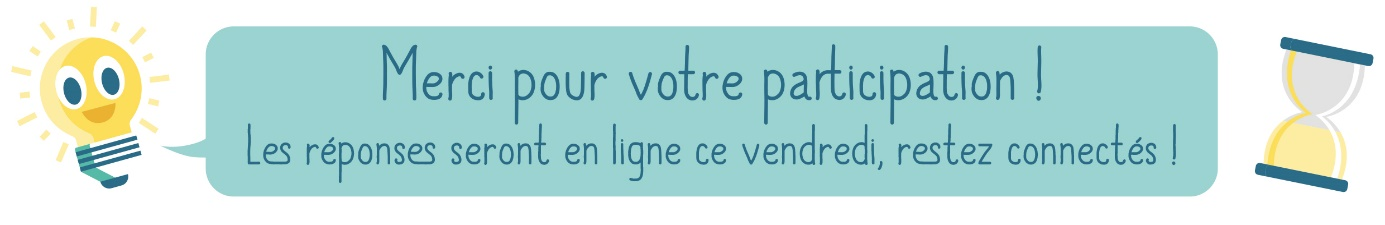 Merci pour votre participation !
Les réponses seront en ligne ce vendredi, restez connectés !